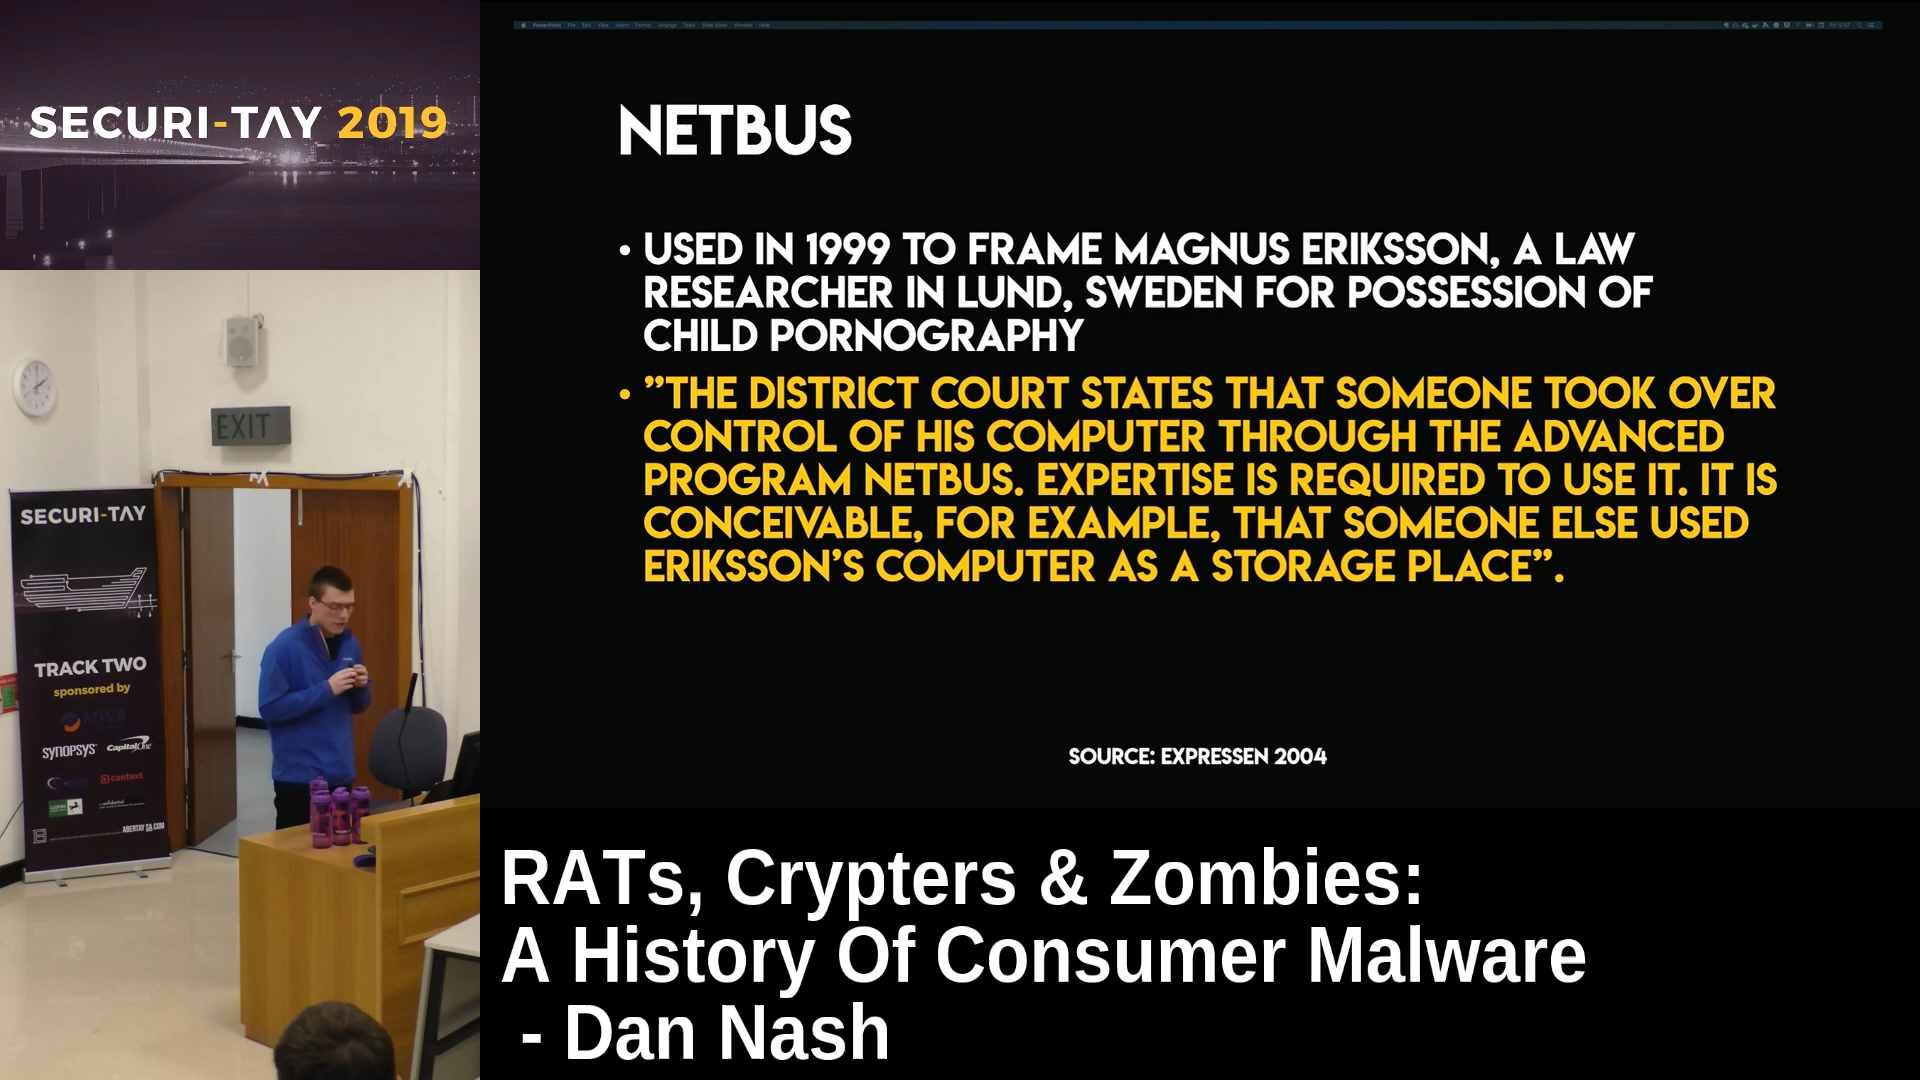 SECURI-TAY 2019
NETBUS
• USED IN 1999 TO FRAME MAGNUS ERIKSSON, A LAW
RESEARCHER IN LUND, SWEDEN FOR POSSESSION OF
CHILD PORNOGRAPHY
• ”THE DISTRICT COURT STATES THAT SOMEONE TOOK OVER
CONTROL OF HIS COMPUTER THROUGH THE ADVANCED
PROGRAM NETBUS. EXPERTISE IS REQUIRED TO USE IT. IT IS
CONCEIVABLE, FOR EXAMPLE, THAT SOMEONE ELSE USED
ERIKSSON’S COMPUTER AS A STORAGE PLACE”.
SOURCE: EXPRESSEN 2004
EXIT
SECURI-TAY
TRACK TWO
sponsored by
MWR
SYNOPSYS
Capital One
context
ABERTAY SA.COM
RATs, Crypters & Zombies:
A History Of Consumer Malware
- Dan Nash